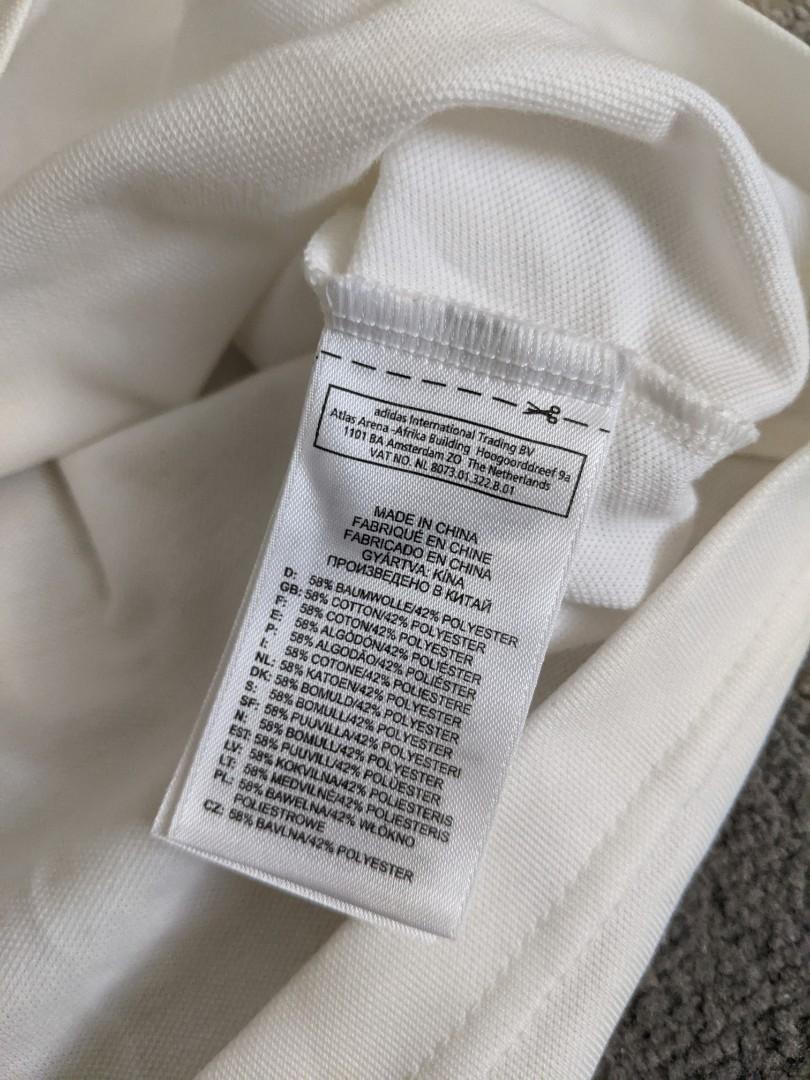 adidas International Trading BV
Atlas Arena -Afrika Building Hoogoorddreef 9a
1101 BA Amsterdam ZO The Netherlands
VAT NO. NL 8073.01.322.B.01
MADE IN CHINA
FABRIQUÉ EN CHINE
FABRICADO EN CHINA
GYÁRTVA, KÍNA
ПРОИЗВЕДЕНО В КИТАЙ
D: 58% BAUMWOLLE/42% POLYESTER
GB: 58% COTTON/42% POLYESTER
F: 58% COTON/42% POLYESTER
E: 58% ALGODÓN/42% POLIÉSTER
P: 58% ALGODÃO/42% POLIÉSTER
I: 58% COTONE/42% POLIESTERE
NL: 58% KATOEN/42% POLYESTER
DK: 58% BOMULD/42% POLYESTER
S: 58% BOMULL/42% POLYESTER
SF: 58% PUUVILLA/42% POLYESTERI
N: 58% BOMULL/42% POLYESTER
EST: 58% PUUVILL/42% POLÜESTER
LV: 58% KOKVILNA/42% POLIESTERIS
LT: 58% MEDVILNĖ/42% POLIESTERIS
PL: 58% BAWEŁNA/42% WŁÓKNO
POLIESTROWE
CZ: 58% BAVLNA/42% POLYESTER